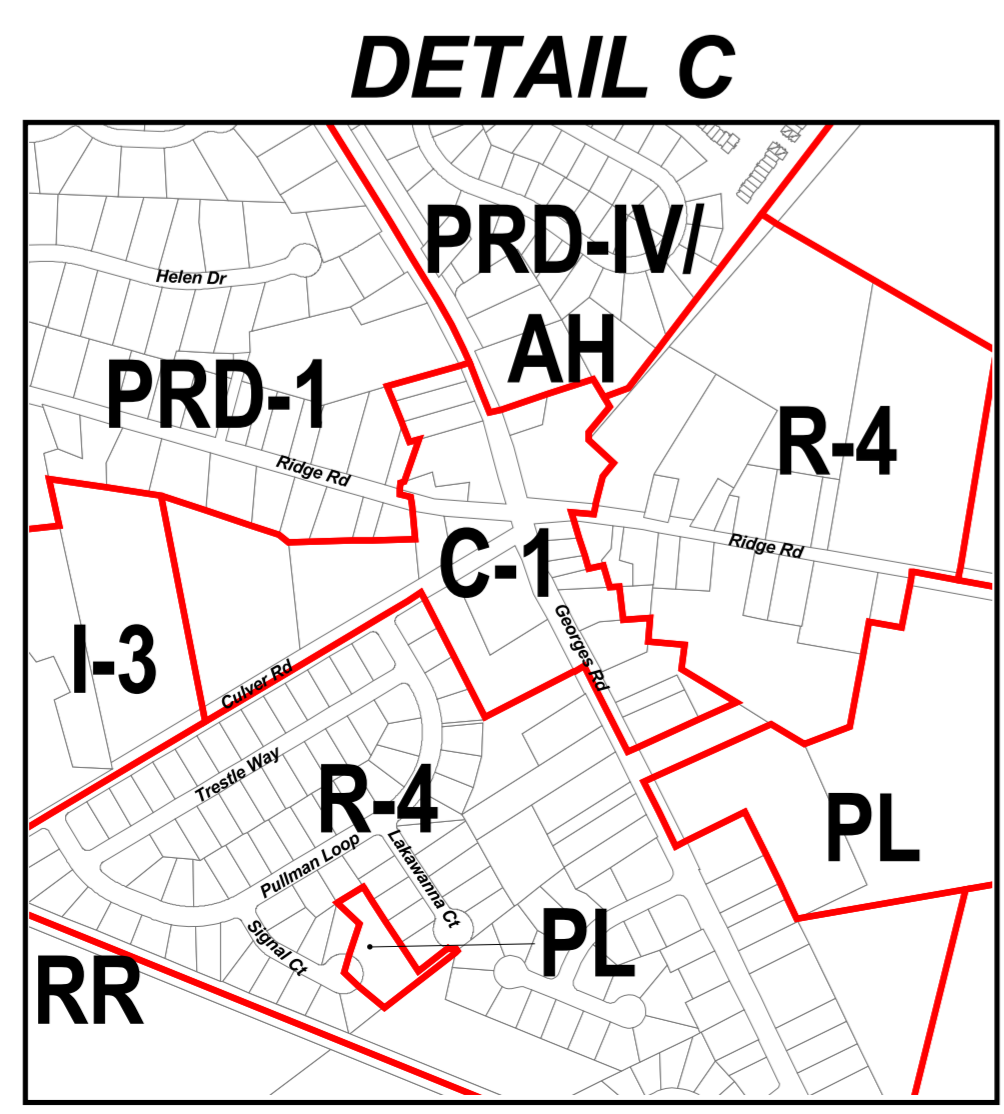 DETAIL C
PRD-IV/
AH
Helen Dr
PRD-1
R-4
Ridge Rd
Ridge Rd
C-1
Georges Rd
I-3
Culver Rd
Trestle Way
R-4
PL
Pullman Loop
Lakawanna Ct
Signal Ct
PL
RR